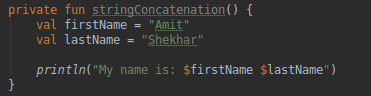 private fun stringConcatenation() {
    val firstName = "Amit"
    val lastName = "Shekhar"

    println("My name is: $firstName $lastName")
}